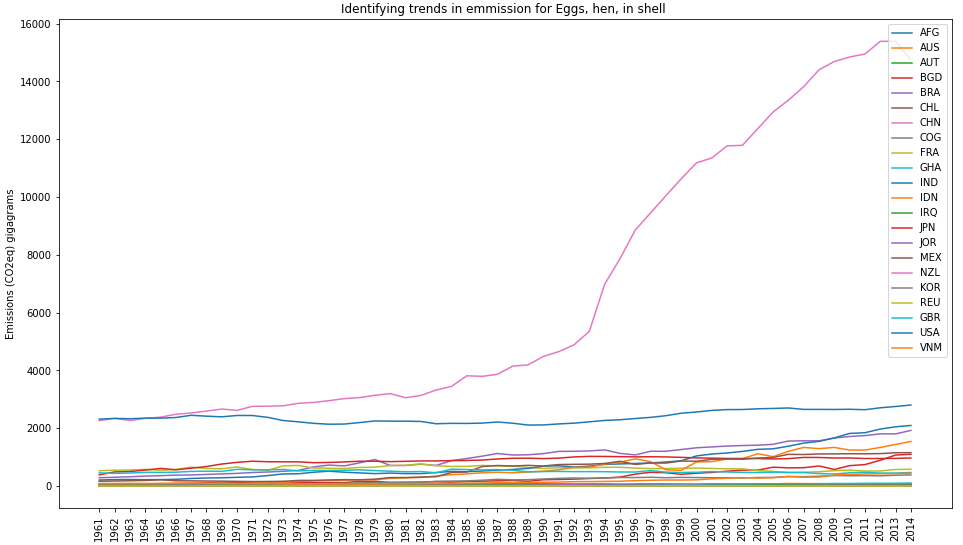 Identifying trends in emmission for Eggs, hen, in shell
Emissions (CO2eq) gigagrams
16000
14000
12000
10000
8000
6000
4000
2000
0
AFG
AUS
AUT
BGD
BRA
CHL
CHN
COG
FRA
GHA
IND
IDN
IRQ
JPN
JOR
MEX
NZL
KOR
REU
GBR
USA
VNM
1961
1962
1963
1964
1965
1966
1967
1968
1969
1970
1971
1972
1973
1974
1975
1976
1977
1978
1979
1980
1981
1982
1983
1984
1985
1986
1987
1988
1989
1990
1991
1992
1993
1994
1995
1996
1997
1998
1999
2000
2001
2002
2003
2004
2005
2006
2007
2008
2009
2010
2011
2012
2013
2014